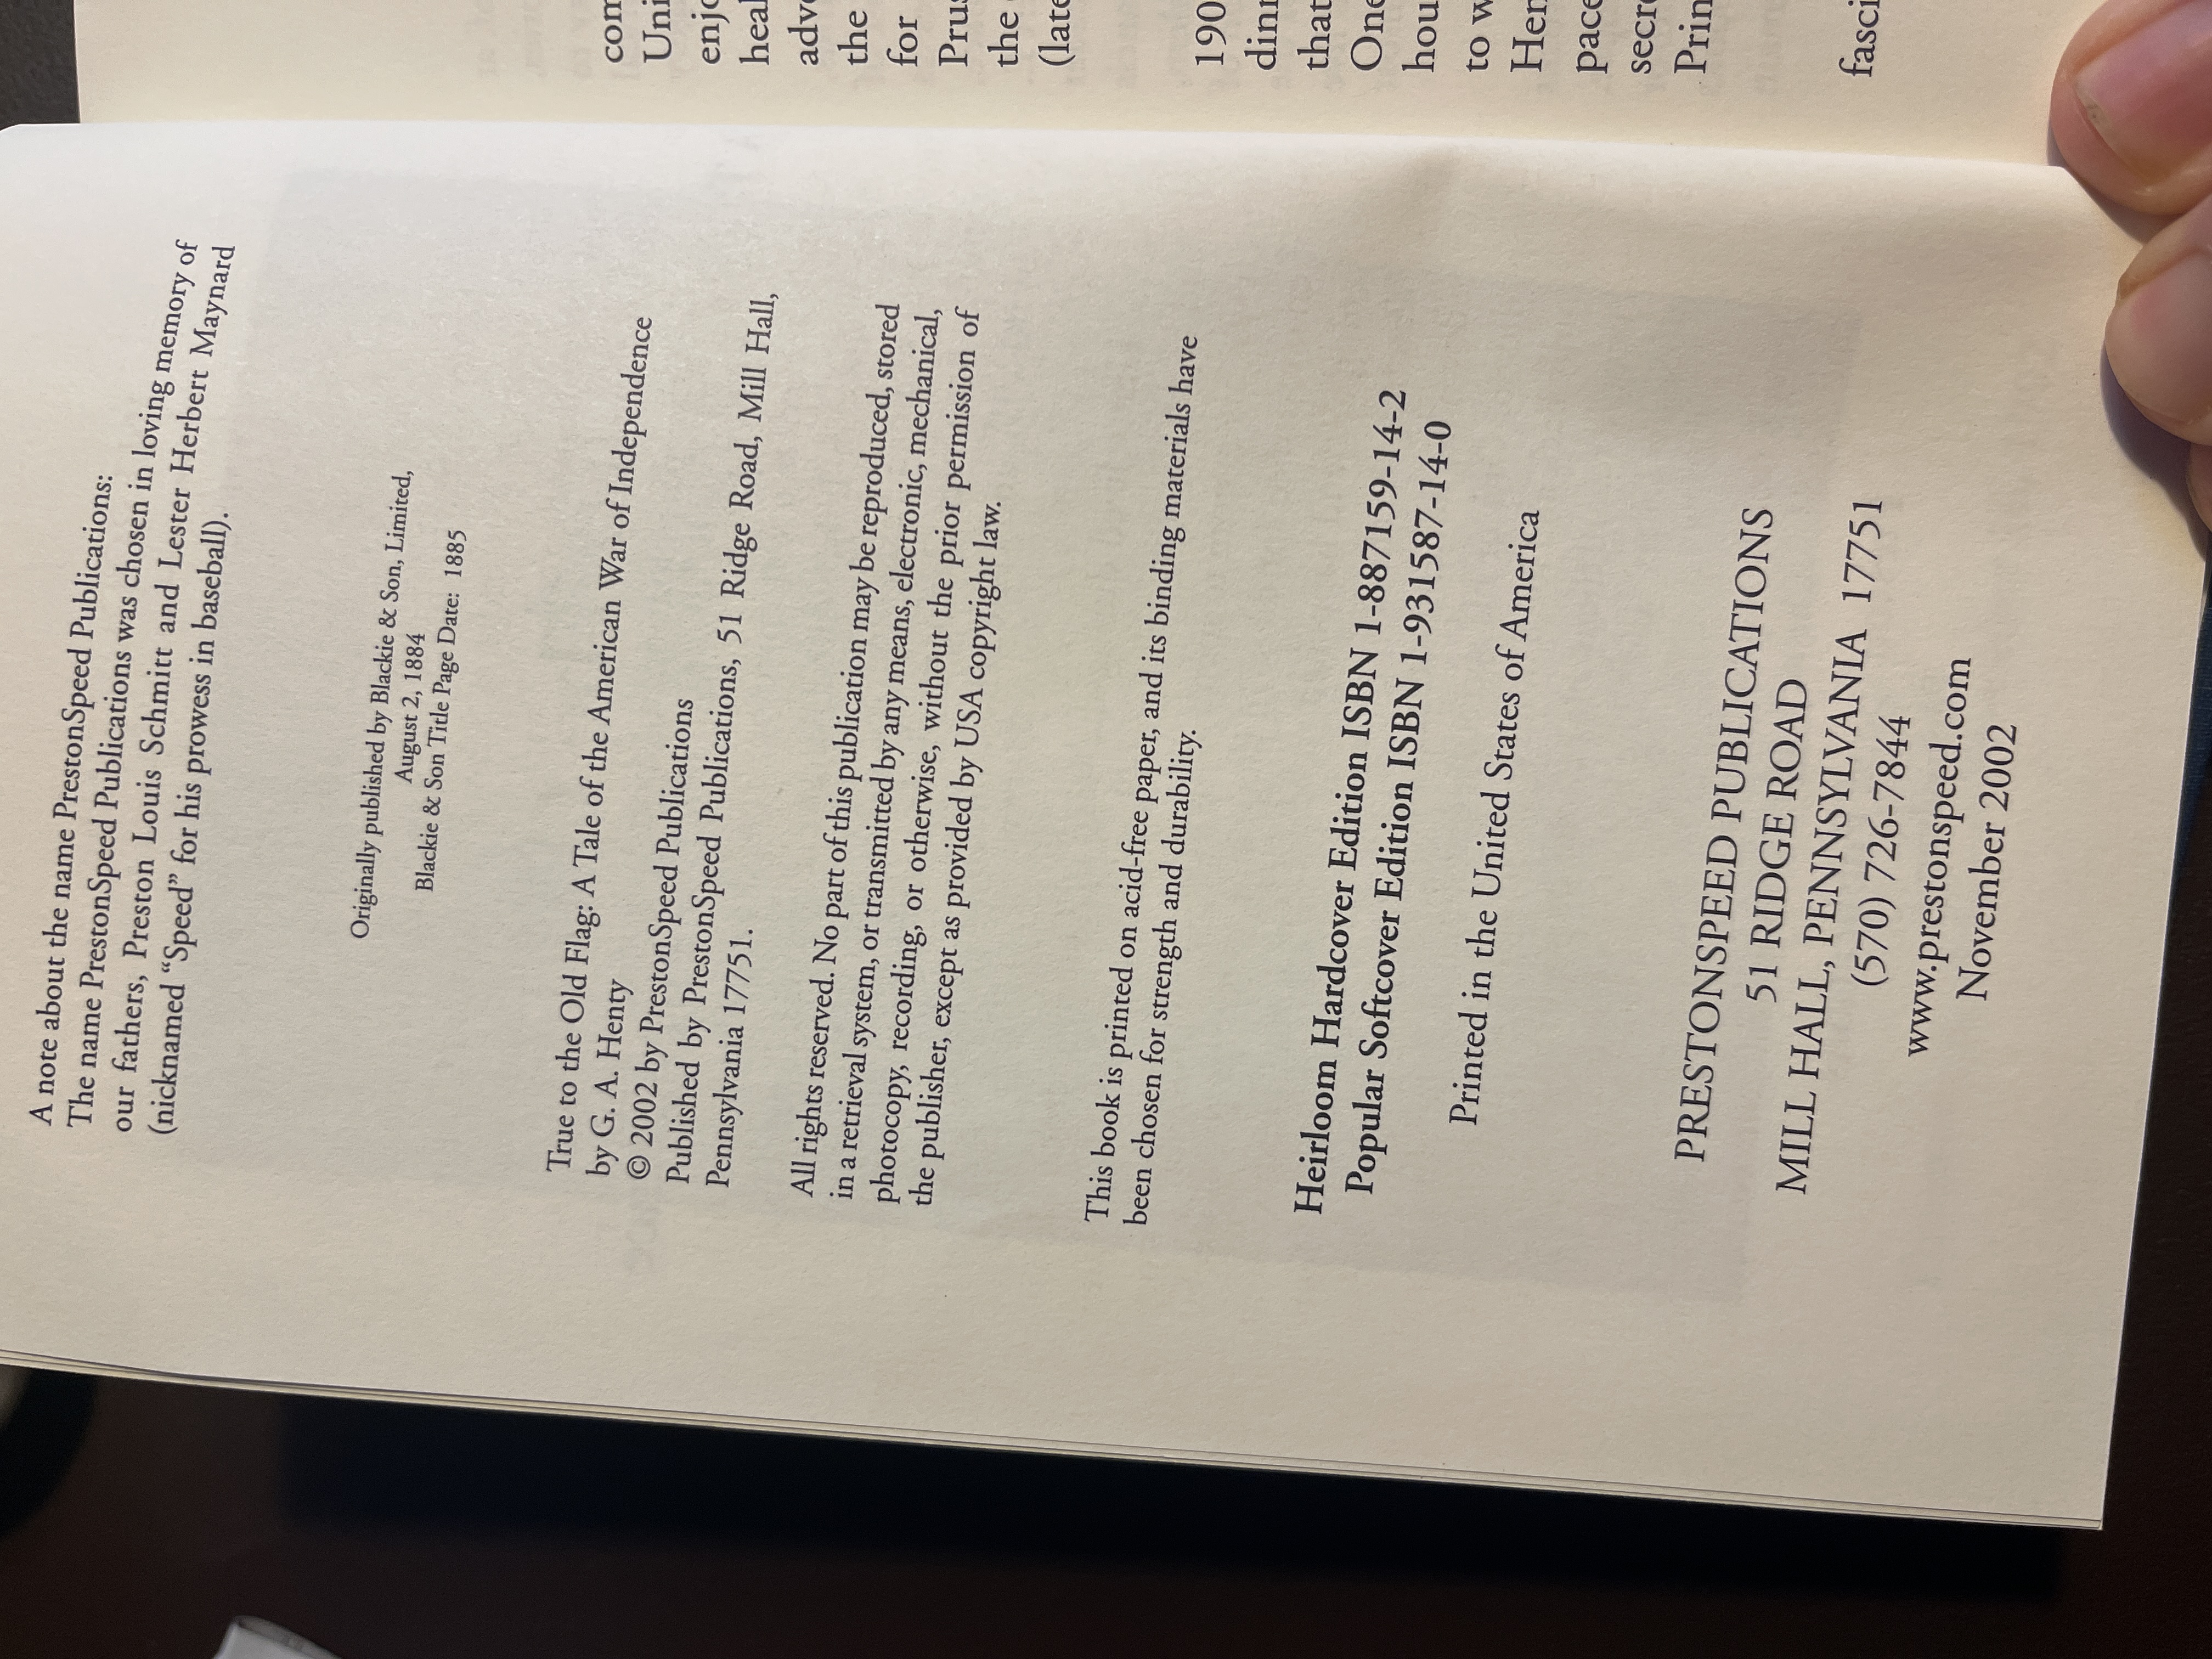 A note about the name PrestonSpeed Publications:
The name PrestonSpeed Publications was chosen in loving memory of
our fathers, Preston Louis Schmitt and Lester Herbert Maynard
(nicknamed “Speed” for his prowess in baseball).
Originally published by Blackie & Son, Limited,
August 2, 1884
Blackie & Son Title Page Date: 1885
True to the Old Flag: A Tale of the American War of Independence
by G. A. Henty
© 2002 by PrestonSpeed Publications
Published by PrestonSpeed Publications, 51 Ridge Road, Mill Hall,
Pennsylvania 17751.
All rights reserved. No part of this publication may be reproduced, stored
in a retrieval system, or transmitted by any means, electronic, mechanical,
photocopy, recording, or otherwise, without the prior permission of
the publisher, except as provided by USA copyright law.
This book is printed on acid-free paper, and its binding materials have
been chosen for strength and durability.
Heirloom Hardcover Edition ISBN 1-887159-14-2
Popular Softcover Edition ISBN 1-931587-14-0
Printed in the United States of America
PRESTONSPEED PUBLICATIONS
51 RIDGE ROAD
MILL HALL, PENNSYLVANIA 17751
(570) 726-7844
www.prestonspeed.com
November 2002
com
Uni
enjo
heal
adve
the
for
Prus
the
(late
190
dinn
that
One
hou
to w
Hen
pace
secre
Prin
fasci